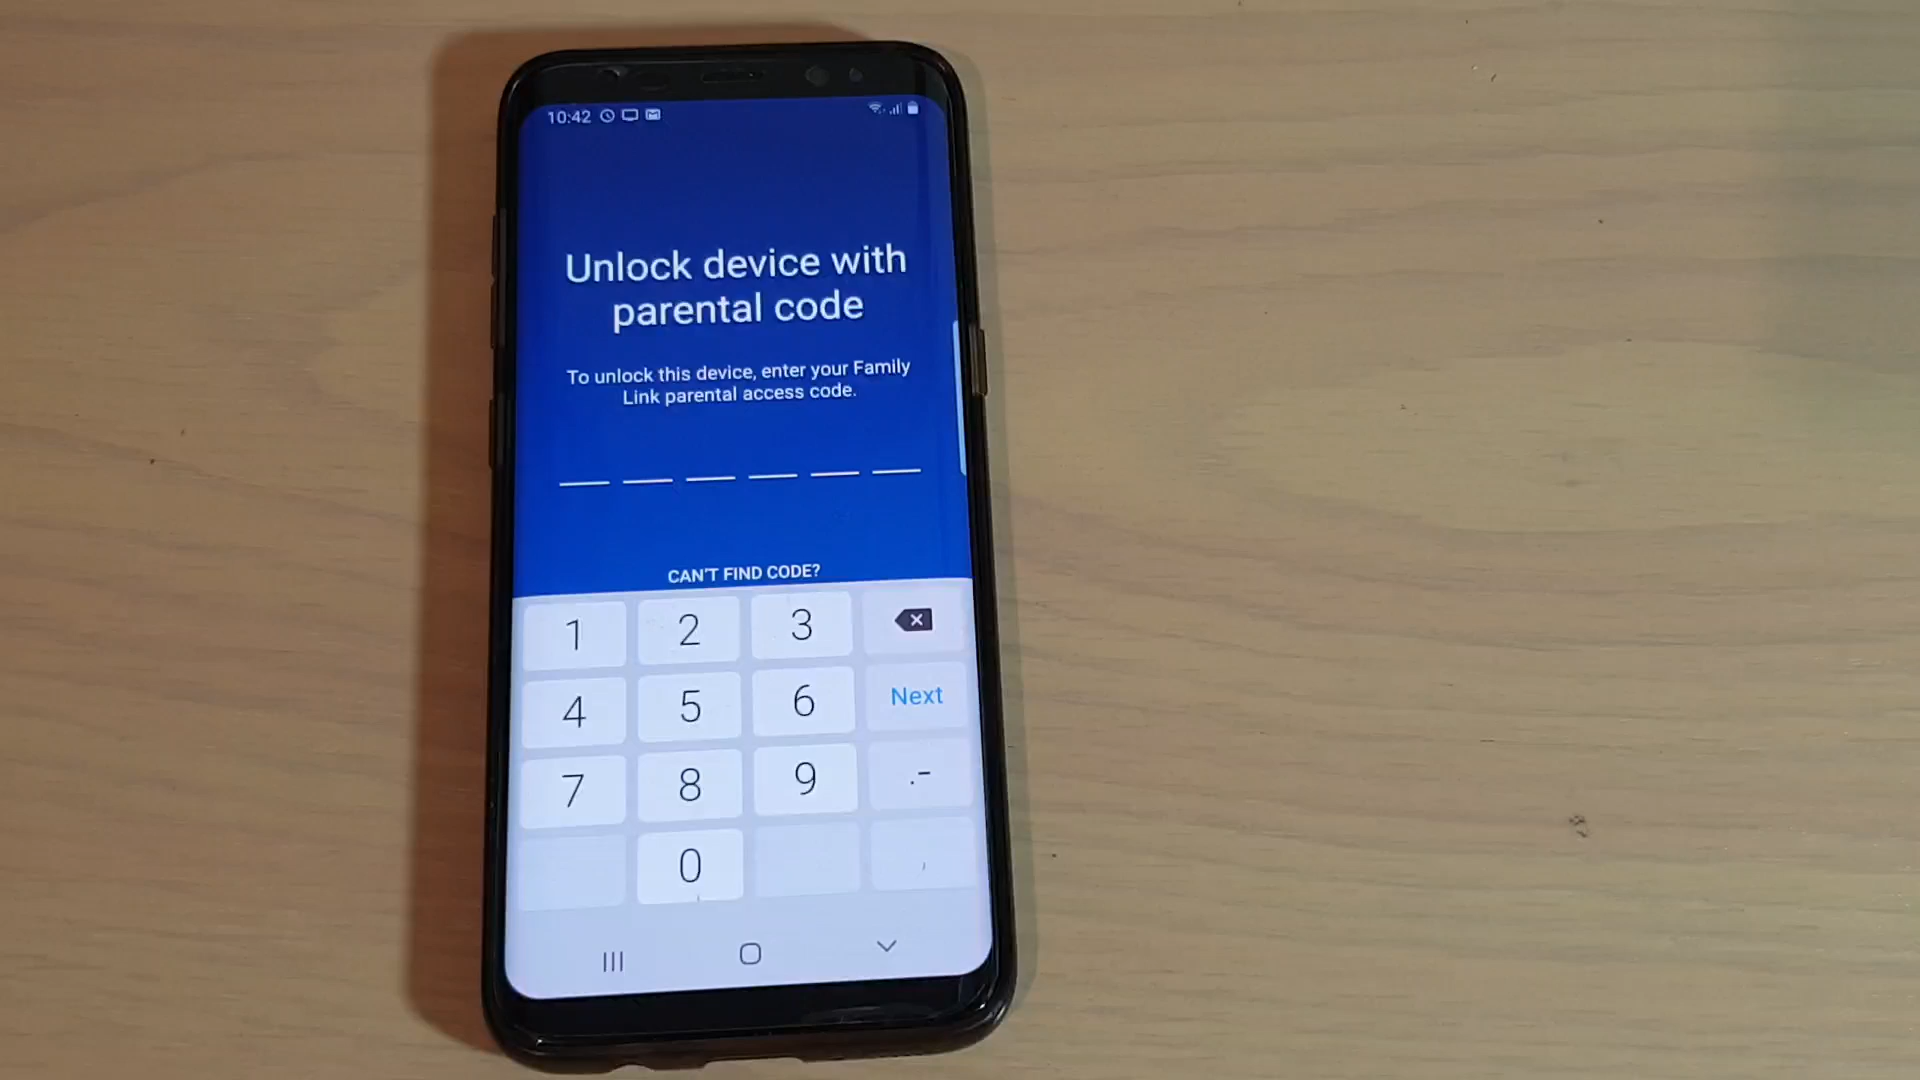 10:42
Unlock device with
parental code
To unlock this device, enter your Family
Link parental access code.
CAN'T FIND CODE?
1 2 3
4 5 6 Next
7 8 9 .-
0 ,